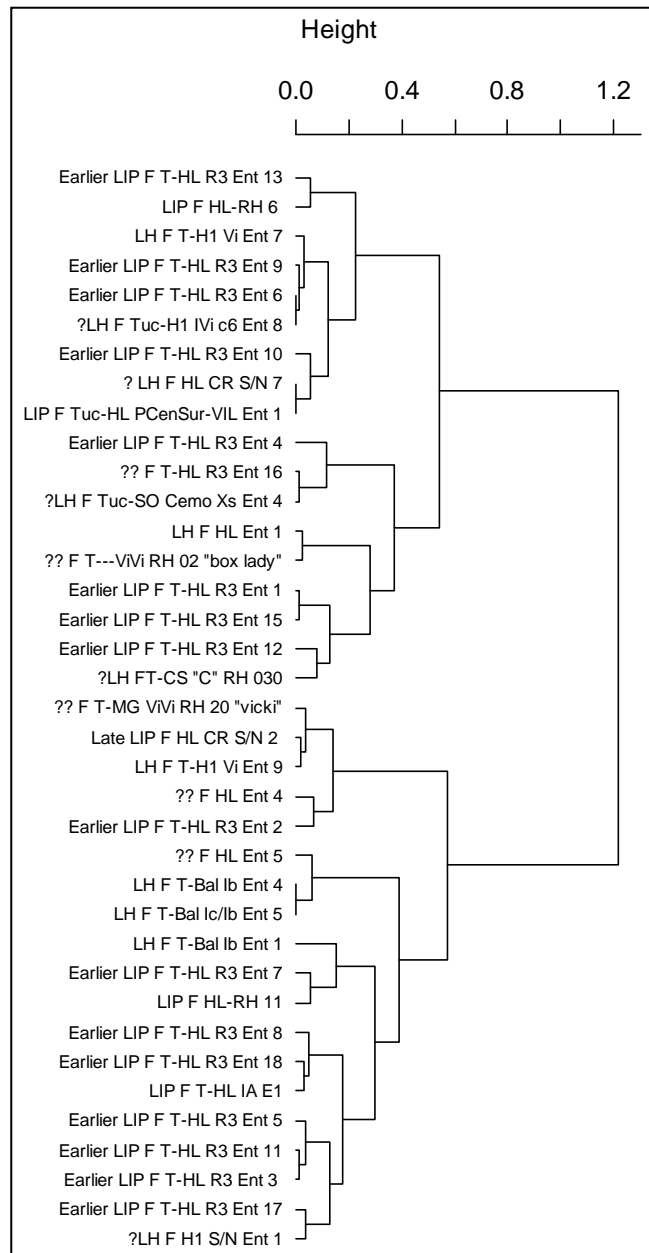 Height
0.0 0.4 0.8 1.2
Earlier LIP F T-HL R3 Ent 13
LIP F HL-RH 6
LH F T-H1 Vi Ent 7
Earlier LIP F T-HL R3 Ent 9
Earlier LIP F T-HL R3 Ent 6
?LH F Tuc-H1 IVi c6 Ent 8
Earlier LIP F T-HL R3 Ent 10
? LH F HL CR S/N 7
LIP F Tuc-HL PCenSur-VIL Ent 1
Earlier LIP F T-HL R3 Ent 4
?? F T-HL R3 Ent 16
?LH F Tuc-SO Cemo Xs Ent 4
LH F HL Ent 1
?? F T---ViVi RH 02 "box lady"
Earlier LIP F T-HL R3 Ent 1
Earlier LIP F T-HL R3 Ent 15
Earlier LIP F T-HL R3 Ent 12
?LH FT-CS "C" RH 030
?? F T-MG ViVi RH 20 "vicki"
Late LIP F HL CR S/N 2
LH F T-H1 Vi Ent 9
?? F HL Ent 4
Earlier LIP F T-HL R3 Ent 2
?? F HL Ent 5
LH F T-Bal Ib Ent 4
LH F T-Bal Ic/Ib Ent 5
LH F T-Bal Ib Ent 1
Earlier LIP F T-HL R3 Ent 7
LIP F HL-RH 11
Earlier LIP F T-HL R3 Ent 8
Earlier LIP F T-HL R3 Ent 18
LIP F T-HL IA E1
Earlier LIP F T-HL R3 Ent 5
Earlier LIP F T-HL R3 Ent 11
Earlier LIP F T-HL R3 Ent 3
Earlier LIP F T-HL R3 Ent 17
?LH F H1 S/N Ent 1